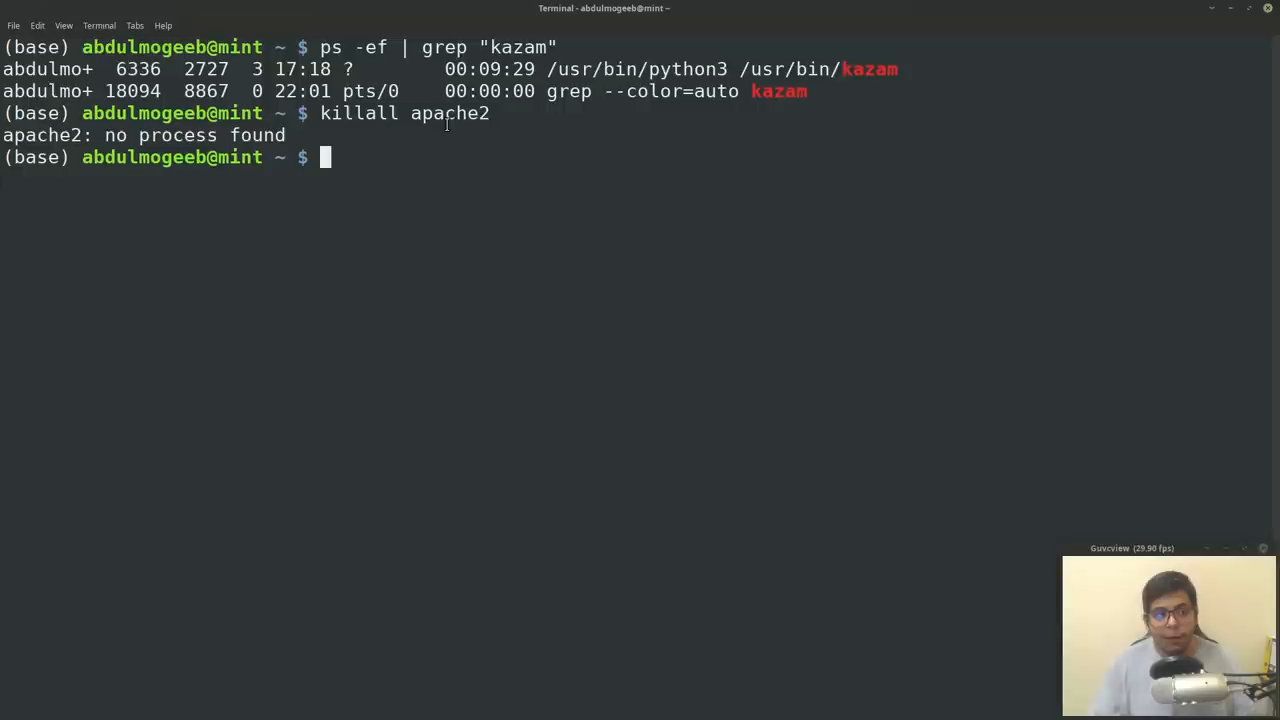 Terminal - abdulmogeeb@mint ~
File Edit View Terminal Tabs Help
(base) abdulmogeeb@mint ~ $ ps -ef | grep "kazam"
abdulmo+  6336  2727  3 17:18 ?        00:09:29 /usr/bin/python3 /usr/bin/kazam
abdulmo+ 18094  8867  0 22:01 pts/0    00:00:00 grep --color=auto kazam
(base) abdulmogeeb@mint ~ $ killall apache2
apache2: no process found
(base) abdulmogeeb@mint ~ $
Guvcview (29.90 fps)